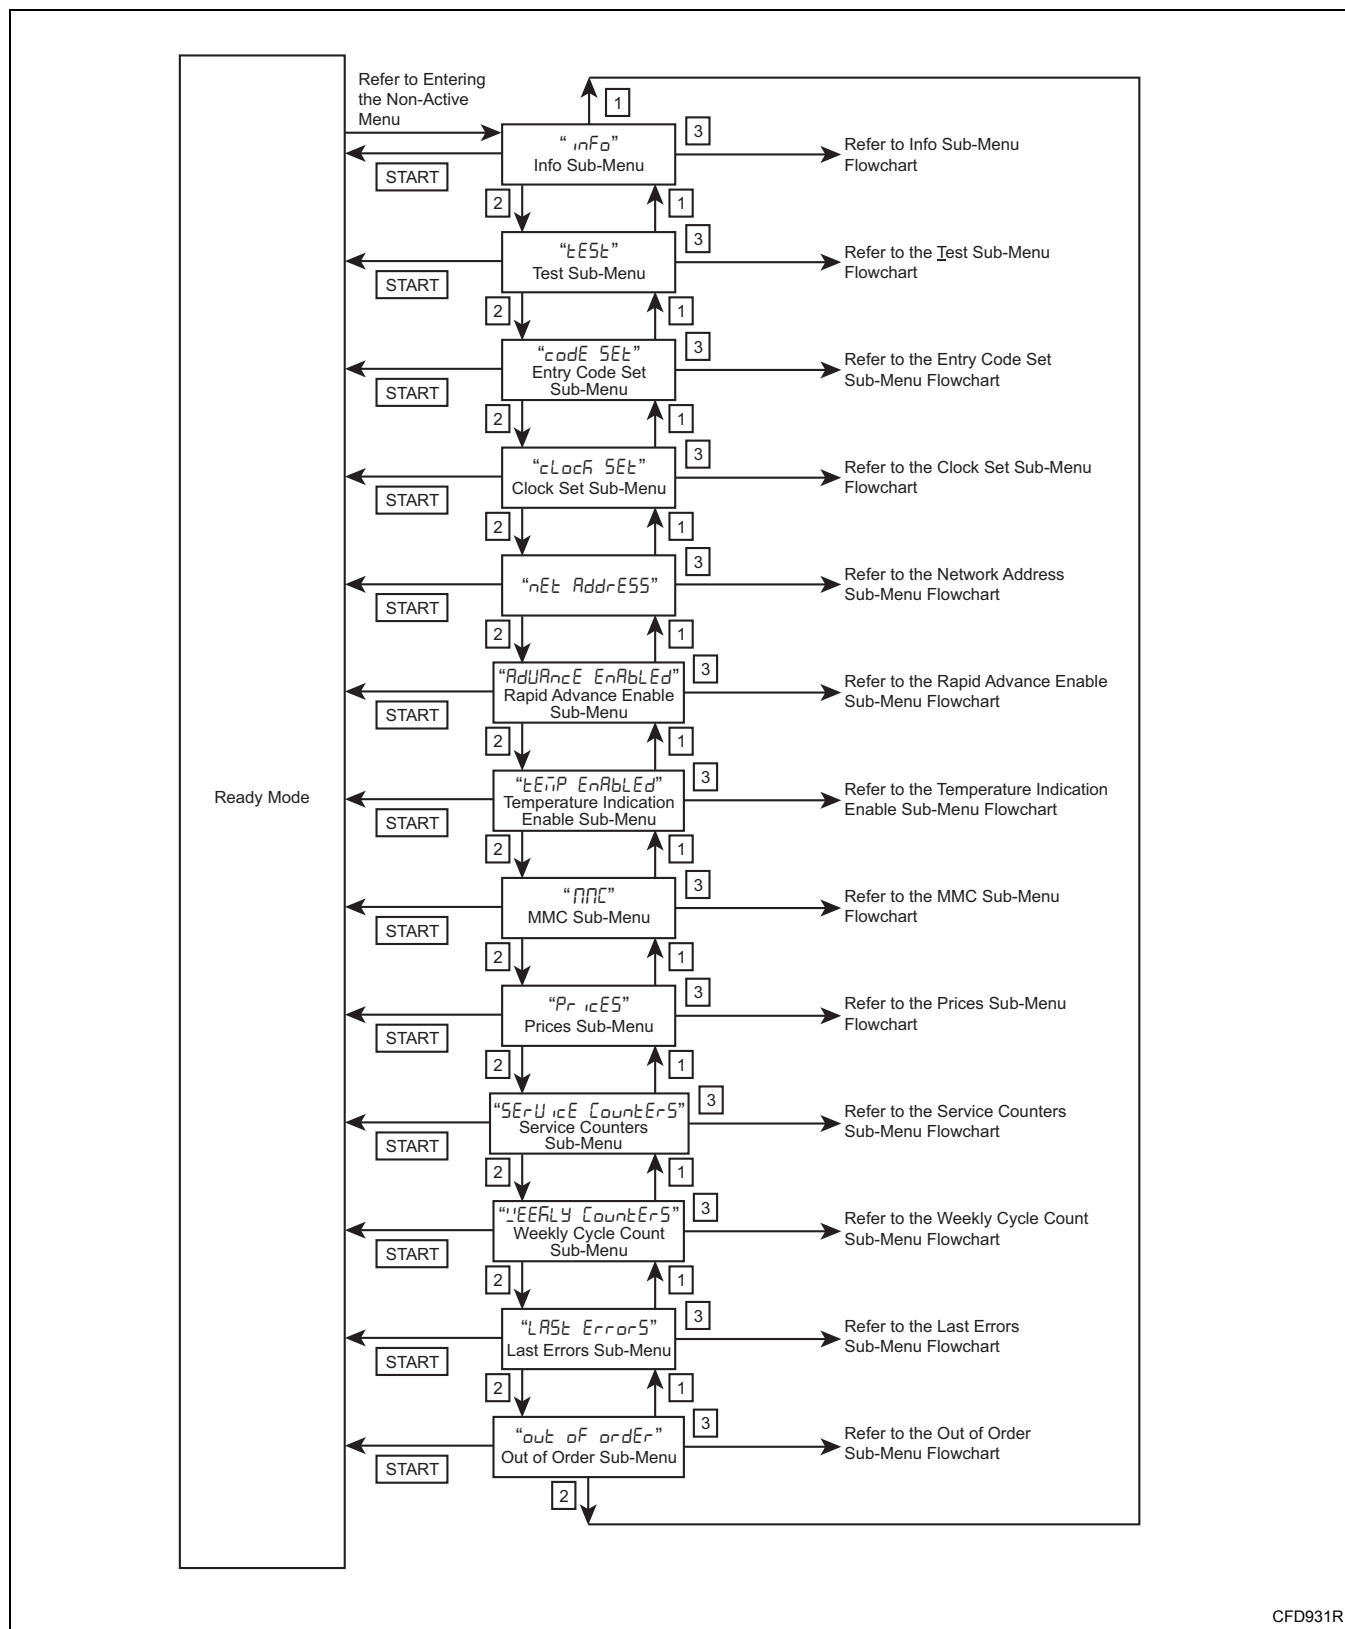 Refer to Entering
the Non-Active
Menu
1
"inFo"
Info Sub-Menu
3
Refer to Info Sub-Menu
Flowchart
START
2
1
"tESt"
Test Sub-Menu
3
Refer to the Test Sub-Menu
Flowchart
START
2
1
"codE SEt"
Entry Code Set
Sub-Menu
3
Refer to the Entry Code Set
Sub-Menu Flowchart
START
2
1
"cLocK SEt"
Clock Set Sub-Menu
3
Refer to the Clock Set Sub-Menu
Flowchart
START
2
1
"nEt AddrESS"
3
Refer to the Network Address
Sub-Menu Flowchart
START
2
1
"AdVAncE EnAbLEd"
Rapid Advance Enable
Sub-Menu
3
Refer to the Rapid Advance Enable
Sub-Menu Flowchart
START
2
1
Ready Mode
"tEmP EnAbLEd"
Temperature Indication
Enable Sub-Menu
3
Refer to the Temperature Indication
Enable Sub-Menu Flowchart
START
2
1
"MMC"
MMC Sub-Menu
3
Refer to the MMC Sub-Menu
Flowchart
START
2
1
"PricES"
Prices Sub-Menu
3
Refer to the Prices Sub-Menu
Flowchart
START
2
1
"SErVicE CountErS"
Service Counters
Sub-Menu
3
Refer to the Service Counters
Sub-Menu Flowchart
START
2
1
"WEEKLY CountErS"
Weekly Cycle Count
Sub-Menu
3
Refer to the Weekly Cycle Count
Sub-Menu Flowchart
START
2
1
"LASt ErrorS"
Last Errors Sub-Menu
3
Refer to the Last Errors
Sub-Menu Flowchart
START
2
1
"out oF ordEr"
Out of Order Sub-Menu
3
Refer to the Out of Order
Sub-Menu Flowchart
START
2
CFD931R